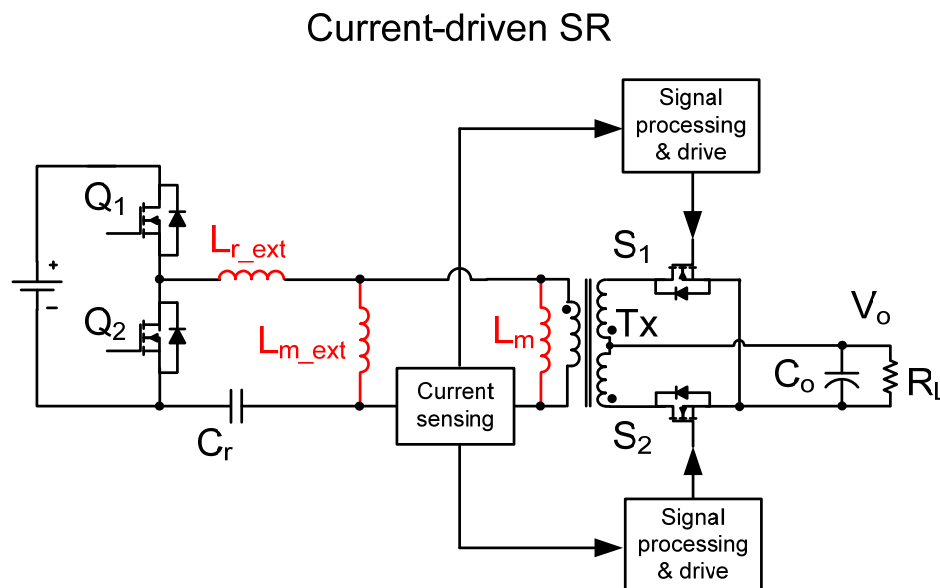 Current-driven SR
Signal
processing
& drive
Q1
S1
Lr_ext
+
Vo
−
Q2
Lm_ext
Lm
Tx
Current
sensing
Co
RL
Cr
S2
Signal
processing
& drive